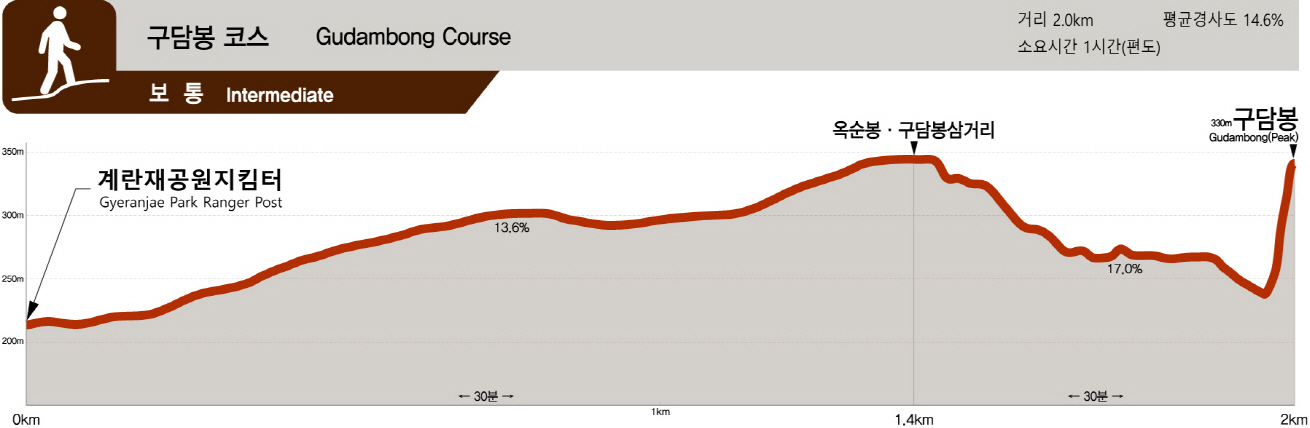 구담봉 코스 Gudambong Course
거리 2.0km 평균경사도 14.6%
소요시간 1시간(편도)
보 통 Intermediate
옥순봉 · 구담봉삼거리
330m 구담봉
Gudambong(Peak)
350m
계란재공원지킴터
Gyeranjae Park Ranger Post
300m
13.6%
250m
17.0%
200m
← 30분 →
← 30분 →
0km
1km
1.4km
2km